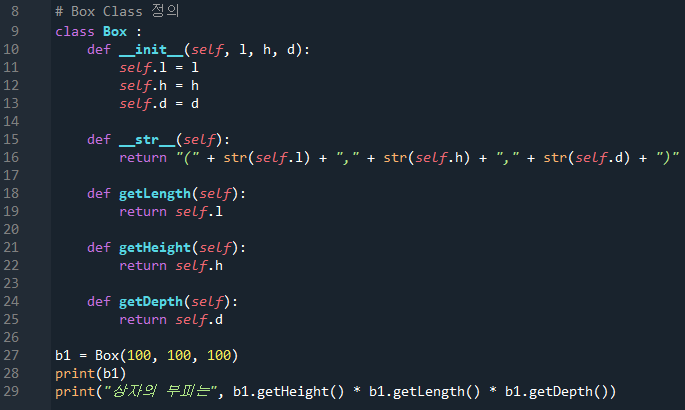 8 # Box Class 정의
9 class Box :
10     def __init__(self, l, h, d):
11         self.l = l
12         self.h = h
13         self.d = d
14
15     def __str__(self):
16         return "(" + str(self.l) + "," + str(self.h) + "," + str(self.d) + ")"
17
18     def getLength(self):
19         return self.l
20
21     def getHeight(self):
22         return self.h
23
24     def getDepth(self):
25         return self.d
26
27 b1 = Box(100, 100, 100)
28 print(b1)
29 print("상자의 부피는", b1.getHeight() * b1.getLength() * b1.getDepth())